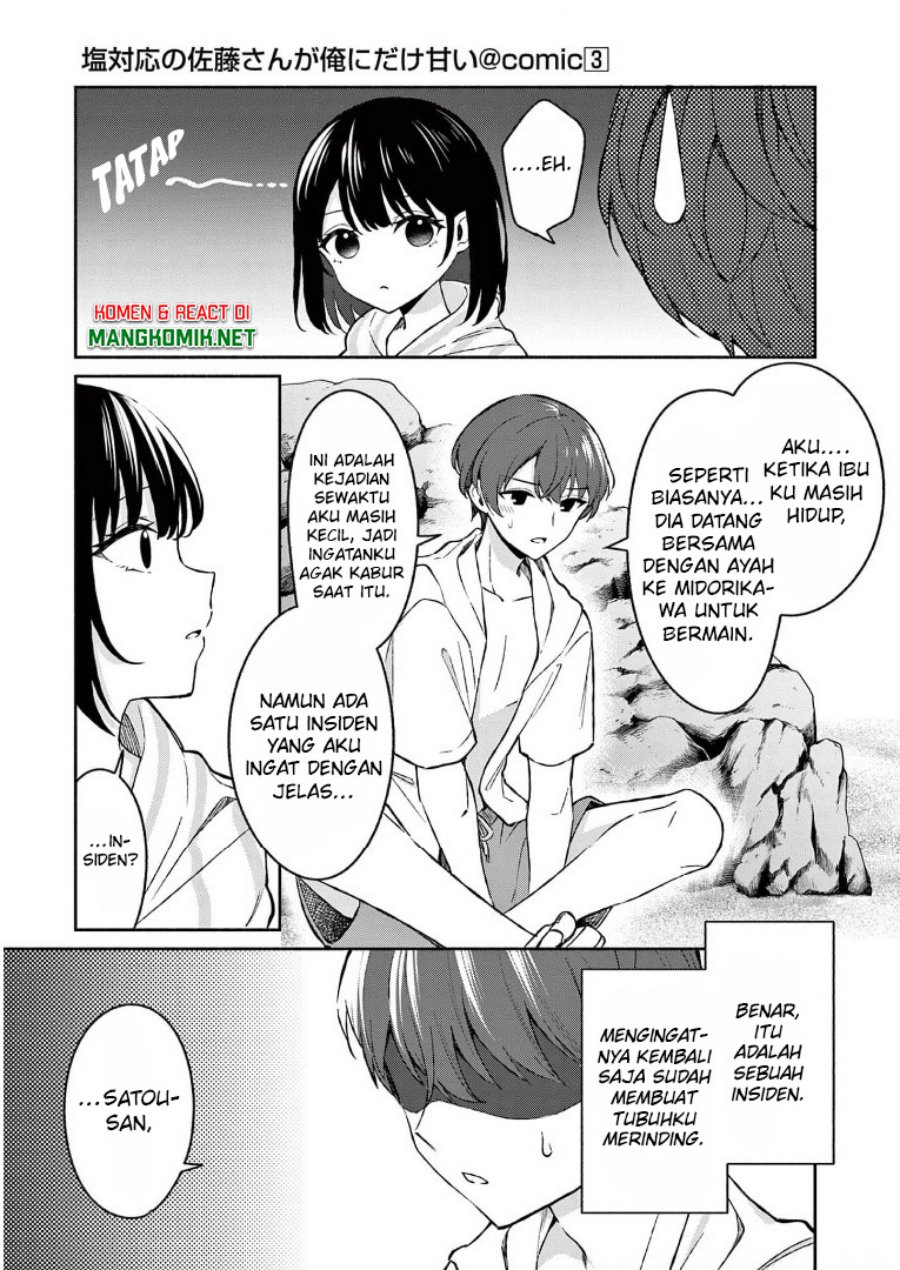 塩対応の佐藤さんが俺にだけ甘い@comic3
....EH.
TATAP
KOMEN & REACT DI
MANGKOMIK.NET
AKU....
KETIKA IBU
KU MASIH
HIDUP,
SEPERTI
BIASANYA...
DIA DATANG
BERSAMA
DENGAN AYAH
KE MIDORIKA-
WA UNTUK
BERMAIN.
INI ADALAH
KEJADIAN
SEWAKTU
AKU MASIH
KECIL, JADI
INGATANKU
AGAK KABUR
SAAT ITU.
NAMUN ADA
SATU INSIDEN
YANG AKU
INGAT DENGAN
JELAS...
...IN-
SIDEN?
BENAR,
ITU
ADALAH
SEBUAH
INSIDEN.
MENGINGAT-
NYA KEMBALI
SAJA SUDAH
MEMBUAT
TUBUHKU
MERINDING.
...SATOU-
SAN,